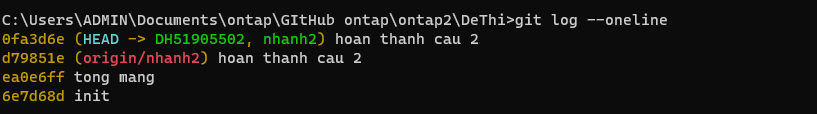 C:\Users\ADMIN\Documents\ontap\GItHub ontap\ontap2\DeThi>git log --oneline
0fa3d6e (HEAD -> DH51905502, nhanh2) hoan thanh cau 2
d79851e (origin/nhanh2) hoan thanh cau 2
ea0e6ff tong mang
6e7d68d init